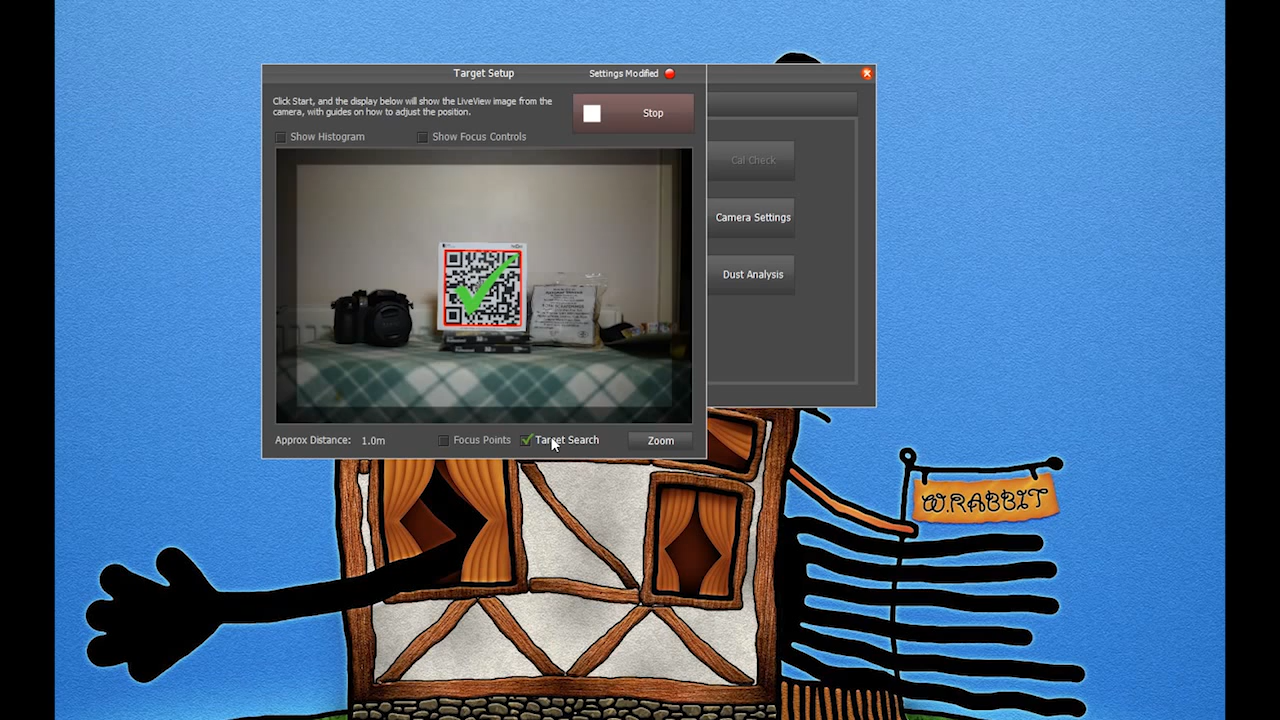 Target Setup
Settings Modified
Click Start, and the display below will show the LiveView image from the
camera, with guides on how to adjust the position.
Stop
Show Histogram
Show Focus Controls
Cal Check
Camera Settings
Dust Analysis
Approx Distance: 1.0m
Focus Points
Target Search
Zoom
W.RABBIT